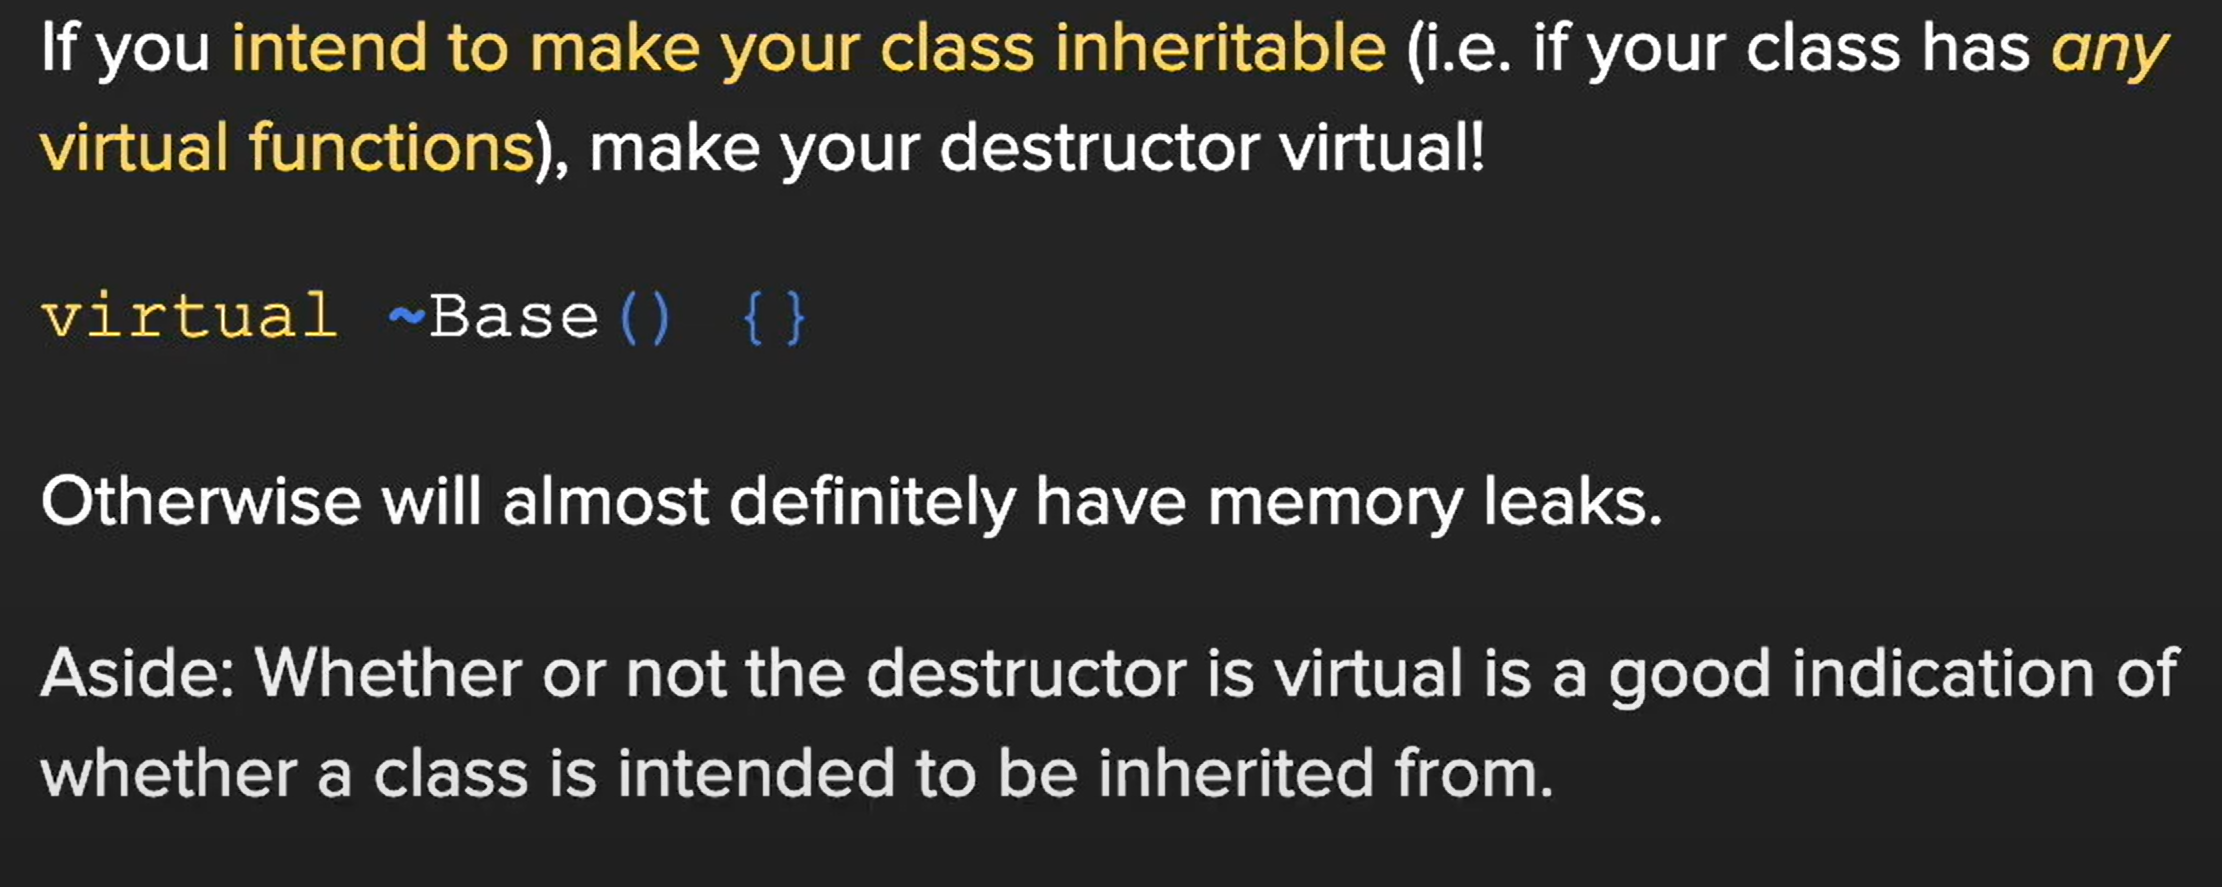 If you intend to make your class inheritable (i.e. if your class has any
virtual functions), make your destructor virtual!
virtual ~Base() {}
Otherwise will almost definitely have memory leaks.
Aside: Whether or not the destructor is virtual is a good indication of
whether a class is intended to be inherited from.